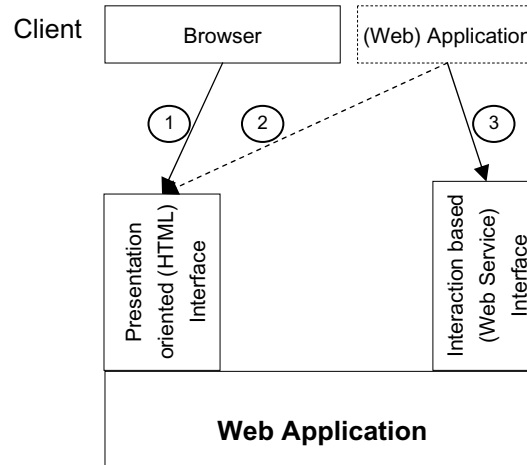 Client
Browser
(Web) Application
1
2
3
Presentation
oriented (HTML)
Interface
Interaction based
(Web Service)
Interface
Web Application